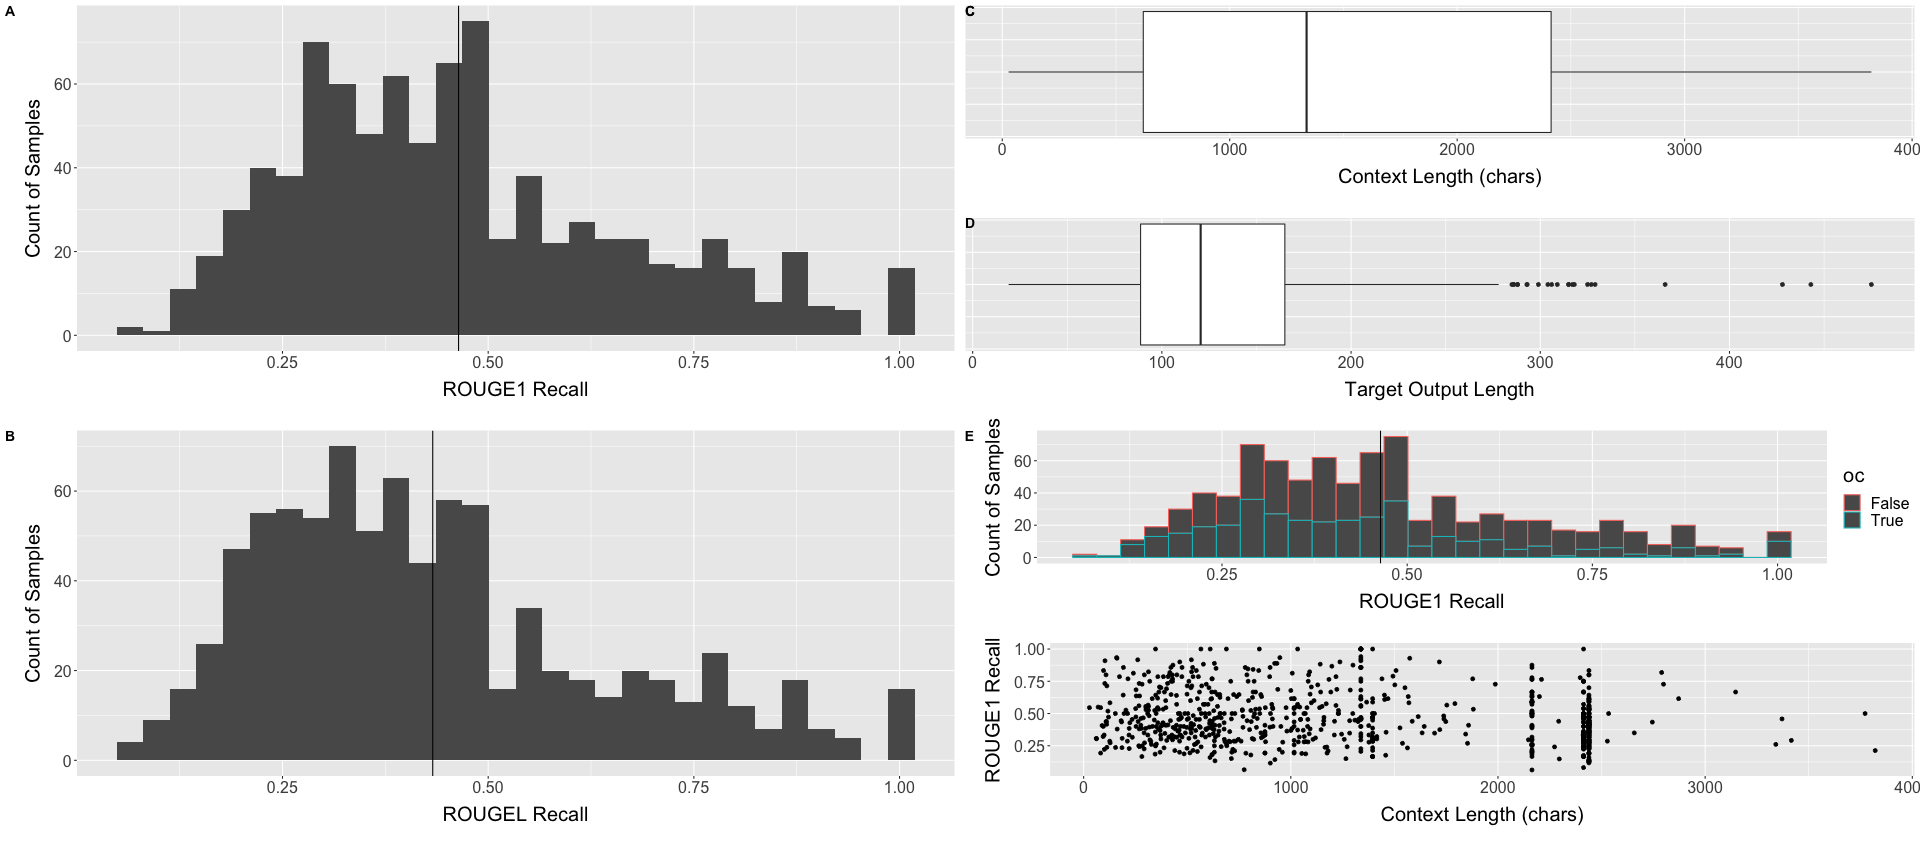 A
Count of Samples
60
40
20
0
0.25 0.50 0.75 1.00
ROUGE1 Recall
B
Count of Samples
60
40
20
0
0.25 0.50 0.75 1.00
ROUGEL Recall
C
0 1000 2000 3000 400
Context Length (chars)
D
0 100 200 300 400
Target Output Length
E
Count of Samples
60
40
20
0
0.25 0.50 0.75 1.00
ROUGE1 Recall
oc
False
True
ROUGE1 Recall
1.00
0.75
0.50
0.25
0 1000 2000 3000 400
Context Length (chars)